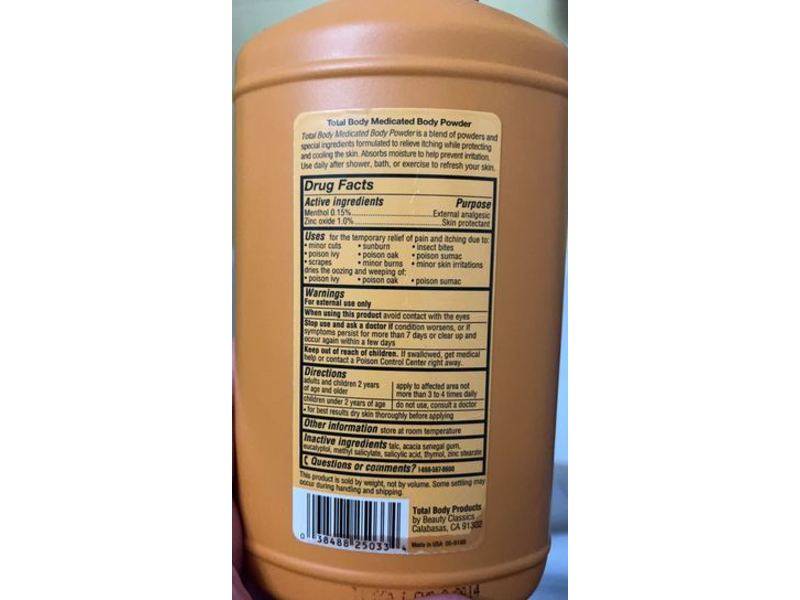 Total Body Medicated Body Powder
Total Body Medicated Body Powder is a blend of powders and
special ingredients formulated to relieve itching while protecting
and cooling the skin. Absorbs moisture to help prevent irritation.
Use daily after shower, bath, or exercise to refresh your skin.
Drug Facts
Active ingredients Purpose
Menthol 0.15%..............................External analgesic
Zinc oxide 1.0%..............................Skin protectant
Uses for the temporary relief of pain and itching due to:
• minor cuts • sunburn • insect bites
• poison ivy • poison oak • poison sumac
• scrapes • minor burns • minor skin irritations
dries the oozing and weeping of:
• poison ivy • poison oak • poison sumac
Warnings
For external use only
When using this product avoid contact with the eyes
Stop use and ask a doctor if condition worsens, or if
symptoms persist for more than 7 days or clear up and
occur again within a few days
Keep out of reach of children. If swallowed, get medical
help or contact a Poison Control Center right away.
Directions
adults and children 2 years apply to affected area not
of age and older more than 3 to 4 times daily
children under 2 years of age do not use, consult a doctor
• for best results dry skin thoroughly before applying
Other information store at room temperature
Inactive ingredients talc, acacia senegal gum,
eucalyptol, methyl salicylate, salicylic acid, thymol, zinc stearate
Questions or comments?
This product is sold by weight, not by volume. Some settling may
occur during handling and shipping.
Total Body Products
by Beauty Classics
Calabasas, CA 91302
Made in USA
0 38488 25033 4